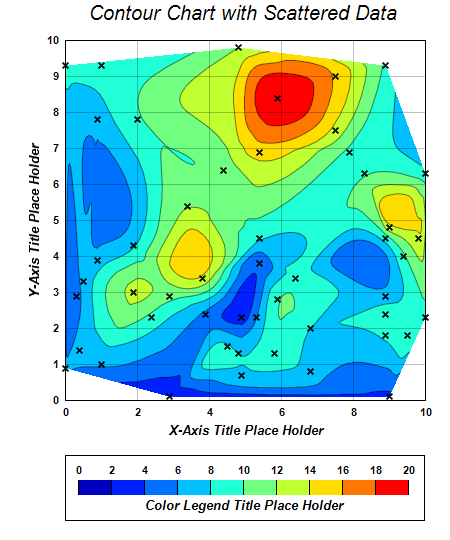 Contour Chart with Scattered Data
Y-Axis Title Place Holder
10
9
8
7
6
5
4
3
2
1
0
0 2 4 6 8 10
X-Axis Title Place Holder
0 2 4 6 8 10 12 14 16 18 20
Color Legend Title Place Holder